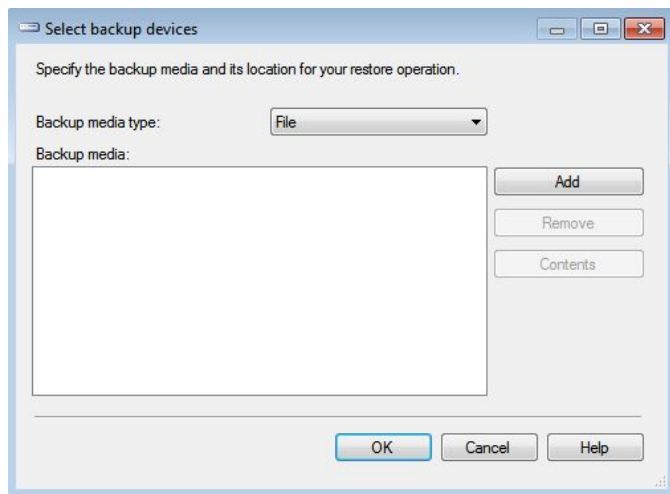 Select backup devices
Specify the backup media and its location for your restore operation.
Backup media type:
File
Backup media:
Add
Remove
Contents
OK
Cancel
Help